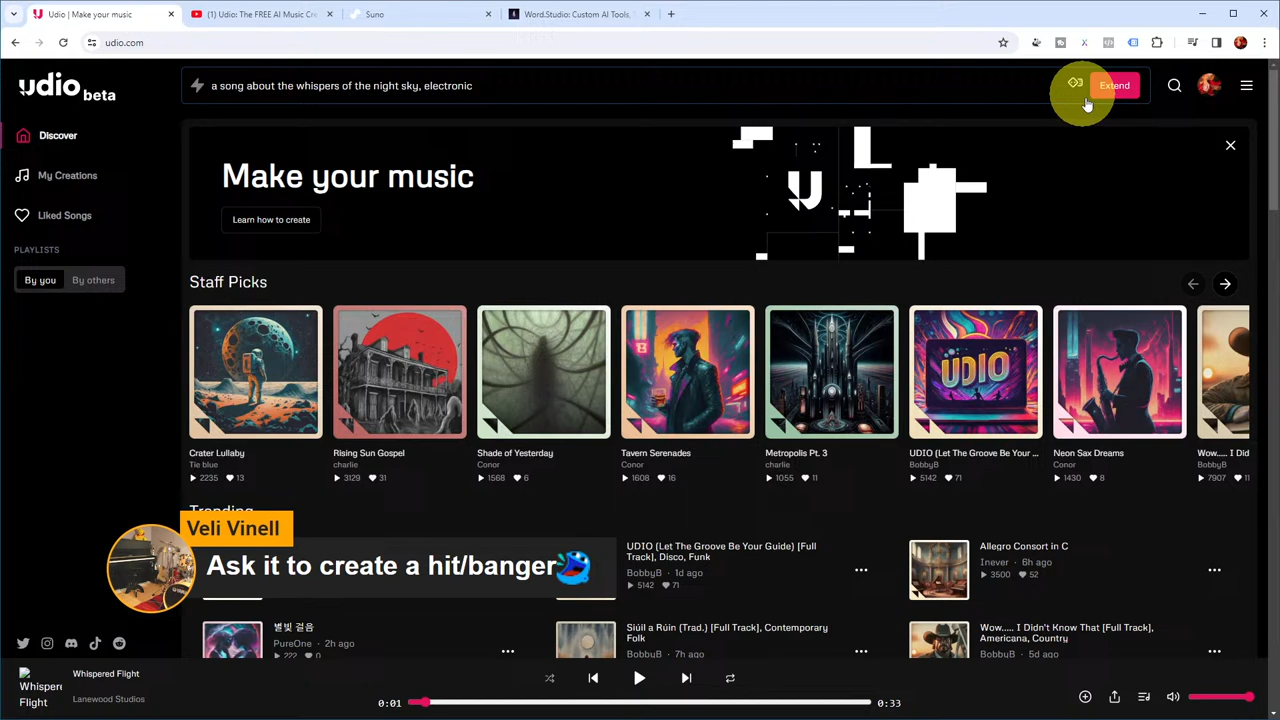 Udio | Make your music
(1) Udio: The FREE AI Music Cre
Suno
Word.Studio: Custom AI Tools,
udio.com
udio beta
a song about the whispers of the night sky, electronic
Extend
Discover
My Creations
Liked Songs
PLAYLISTS
By you
By others
Make your music
Learn how to create
Staff Picks
UDIO
Crater Lullaby
Tie blue
2235 13
Rising Sun Gospel
charlie
3129 31
Shade of Yesterday
Conor
1568 6
Tavern Serenades
Conor
1608 16
Metropolis Pt. 3
charlie
1055 11
UDIO (Let The Groove Be Your ...
BobbyB
5142 71
Neon Sax Dreams
Conor
1430 8
Wow..... I Did
BobbyB
7907 11
Trending
Veli Vinell
Ask it to create a hit/banger
UDIO (Let The Groove Be Your Guide) [Full
Track], Disco, Funk
BobbyB · 1d ago
5142 71
Allegro Consort in C
Inever · 6h ago
3500 52
별빛 걸음
PureOne · 2h ago
222 0
Siúil a Rúin (Trad.) [Full Track], Contemporary
Folk
BobbyB · 7h ago
Wow..... I Didn't Know That [Full Track],
Americana, Country
BobbyB · 5d ago
Whispered Flight
Whispered Flight
Lanewood Studios
0:01
0:33